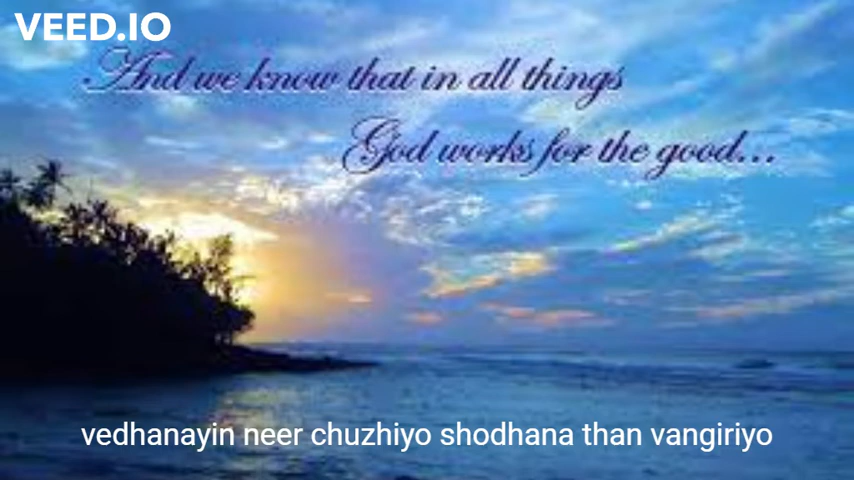 VEED.IO
And we know that in all things
God works for the good...
vedhanayin neer chuzhiyo shodhana than vangiriyo